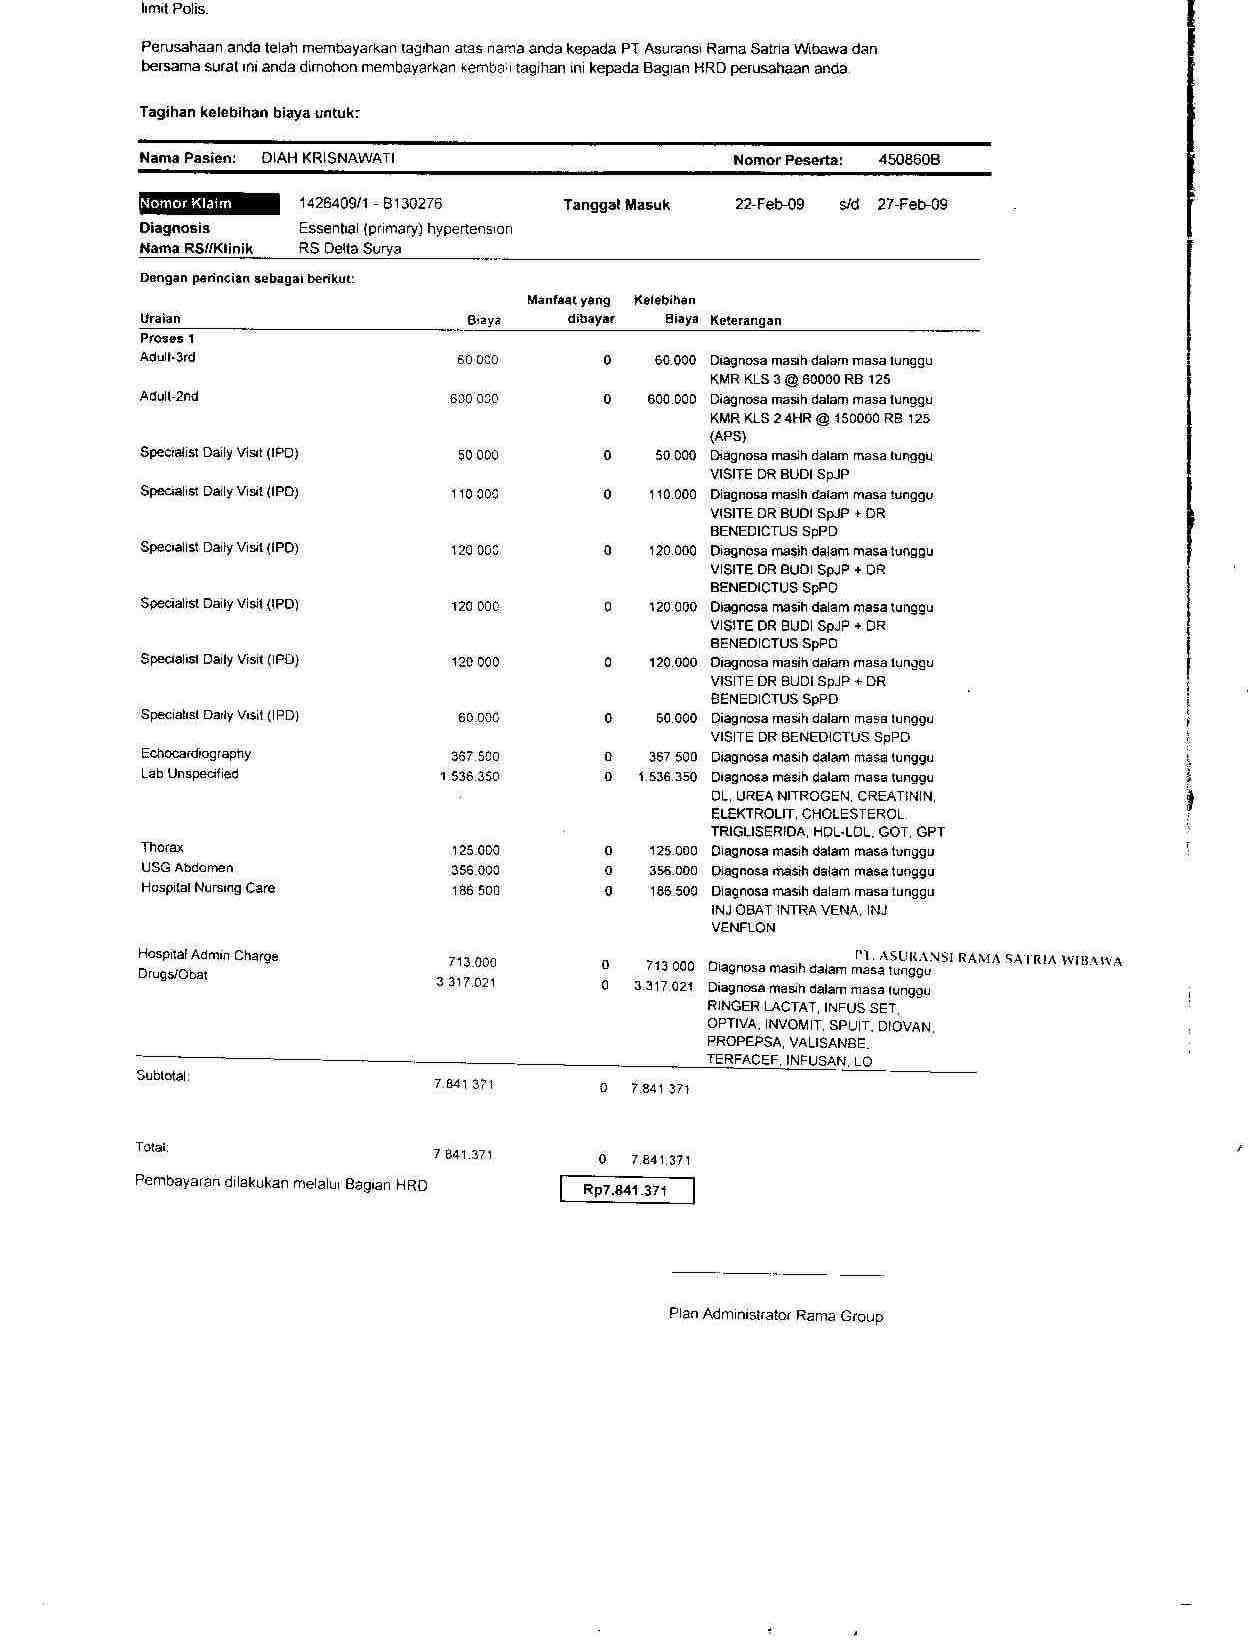 limit Polis.
Perusahaan anda telah membayarkan tagihan atas nama anda kepada PT Asuransi Rama Satria Wibawa dan
bersama surat ini anda dimohon membayarkan kembali tagihan ini kepada Bagian HRD perusahaan anda.
Tagihan kelebihan biaya untuk:
Nama Pasien: DIAH KRISNAWATI Nomor Peserta: 450860B
Nomor Klaim 1426409/1 - B130276 Tanggal Masuk 22-Feb-09 s/d 27-Feb-09
Diagnosis Essential (primary) hypertension
Nama RS//Klinik RS Delta Surya
Dengan perincian sebagai berikut:
Manfaat yang Kelebihan
Uraian Biaya dibayar Biaya Keterangan
Proses 1
Adult-3rd 60.000 0 60.000 Diagnosa masih dalam masa tunggu
KMR KLS 3 @ 60000 RB 125
Adult-2nd 600.000 0 600.000 Diagnosa masih dalam masa tunggu
KMR KLS 2 4HR @ 150000 RB 125
(APS)
Specialist Daily Visit (IPD) 50.000 0 50.000 Diagnosa masih dalam masa tunggu
VISITE DR BUDI SpJP
Specialist Daily Visit (IPD) 110.000 0 110.000 Diagnosa masih dalam masa tunggu
VISITE DR BUDI SpJP + DR
BENEDICTUS SpPD
Specialist Daily Visit (IPD) 120.000 0 120.000 Diagnosa masih dalam masa tunggu
VISITE DR BUDI SpJP + DR
BENEDICTUS SpPD
Specialist Daily Visit (IPD) 120.000 0 120.000 Diagnosa masih dalam masa tunggu
VISITE DR BUDI SpJP + DR
BENEDICTUS SpPD
Specialist Daily Visit (IPD) 120.000 0 120.000 Diagnosa masih dalam masa tunggu
VISITE DR BUDI SpJP + DR
BENEDICTUS SpPD
Specialist Daily Visit (IPD) 60.000 0 60.000 Diagnosa masih dalam masa tunggu
VISITE DR BENEDICTUS SpPD
Echocardiography 367.500 0 367.500 Diagnosa masih dalam masa tunggu
Lab Unspecified 1.536.350 0 1.536.350 Diagnosa masih dalam masa tunggu
DL, UREA NITROGEN, CREATININ,
ELEKTROLIT, CHOLESTEROL,
TRIGLISERIDA, HDL-LDL, GOT, GPT
Thorax 125.000 0 125.000 Diagnosa masih dalam masa tunggu
USG Abdomen 356.000 0 356.000 Diagnosa masih dalam masa tunggu
Hospital Nursing Care 186.500 0 186.500 Diagnosa masih dalam masa tunggu
INJ OBAT INTRA VENA, INJ
VENFLON
PT. ASURANSI RAMA SATRIA WIBAWA
Hospital Admin Charge 713.000 0 713.000 Diagnosa masih dalam masa tunggu
Drugs/Obat 3.317.021 0 3.317.021 Diagnosa masih dalam masa tunggu
RINGER LACTAT, INFUS SET,
OPTIVA, INVOMIT, SPUIT, DIOVAN,
PROPEPSA, VALISANBE,
TERFACEF, INFUSAN, LO
Subtotal: 7.841.371 0 7.841.371
Total: 7.841.371 0 7.841.371
Pembayaran dilakukan melalui Bagian HRD Rp7.841.371
Plan Administrator Rama Group